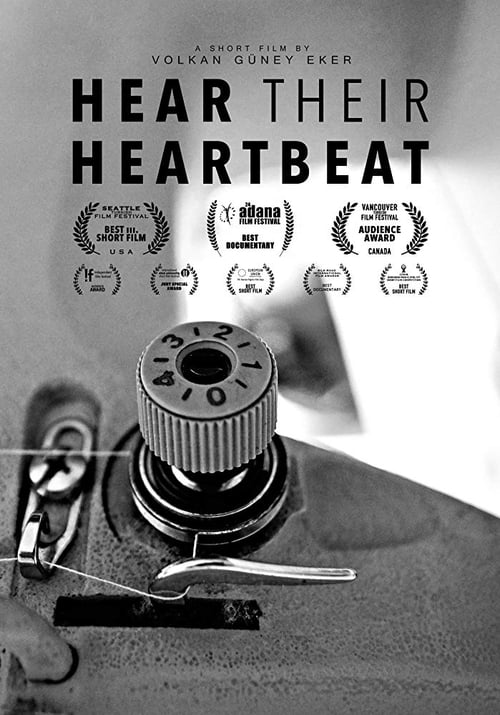 A SHORT FILM BY
VOLKAN GÜNEY EKER
HEAR THEIR
HEARTBEAT
SEATTLE
FILM FESTIVAL
BEST III.
SHORT FILM
USA
adana
FILM FESTIVAL
BEST
DOCUMENTARY
VANCOUVER
FILM FESTIVAL
AUDIENCE
AWARD
CANADA
AWARD
JURY SPECIAL
AWARD
BEST
SHORT FILM
BEST
DOCUMENTARY
BEST
SHORT FILM
4 3 2 1 0